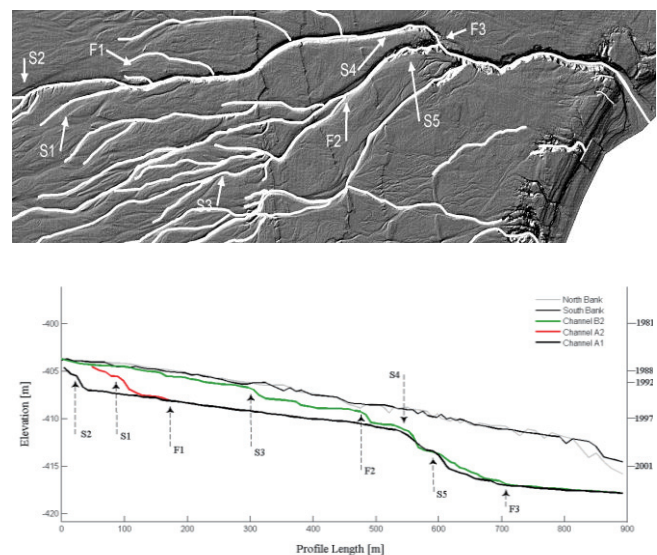 S2
F1
S4
F3
S1
F2
S5
S3
North Bank
South Bank
Channel B2
Channel A2
Channel A1
Elevation [m]
-400
-405
-410
-415
-420
1981
1988
1992
1997
2001
S4
S2
S1
F1
S3
F2
S5
F3
0 100 200 300 400 500 600 700 800 900
Profile Length [m]